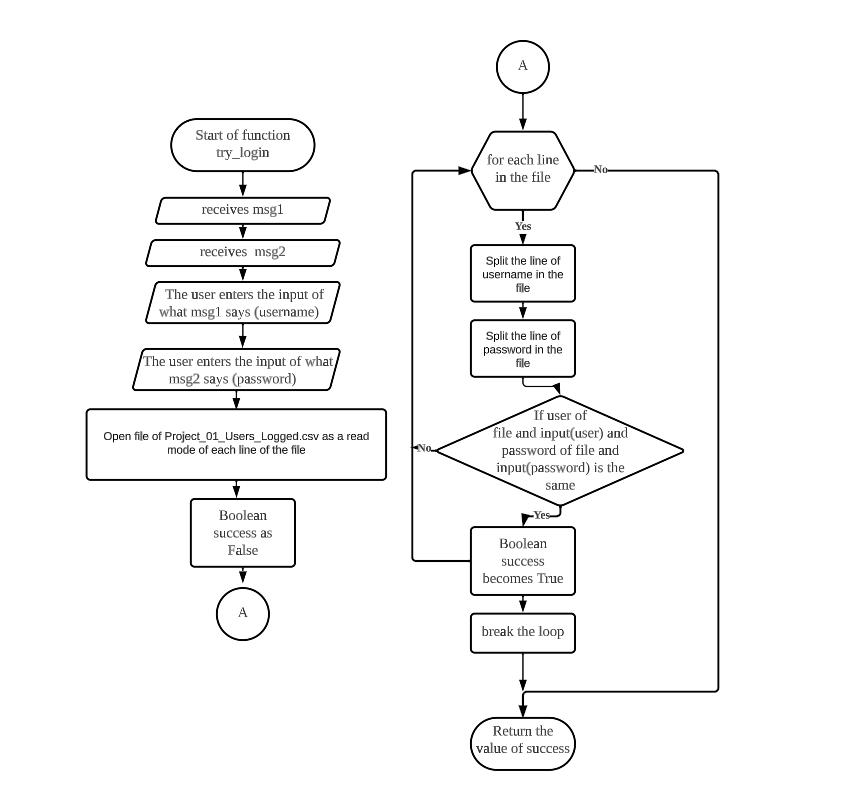 Start of function
try_login
receives msg1
receives msg2
The user enters the input of
what msg1 says (username)
The user enters the input of what
msg2 says (password)
Open file of Project_01_Users_Logged.csv as a read
mode of each line of the file
Boolean
success as
False
A
A
for each line
in the file
No
Yes
Split the line of
username in the
file
Split the line of
password in the
file
If user of
file and input(user) and
password of file and
input(password) is the
same
No
Yes
Boolean
success
becomes True
break the loop
Return the
value of success